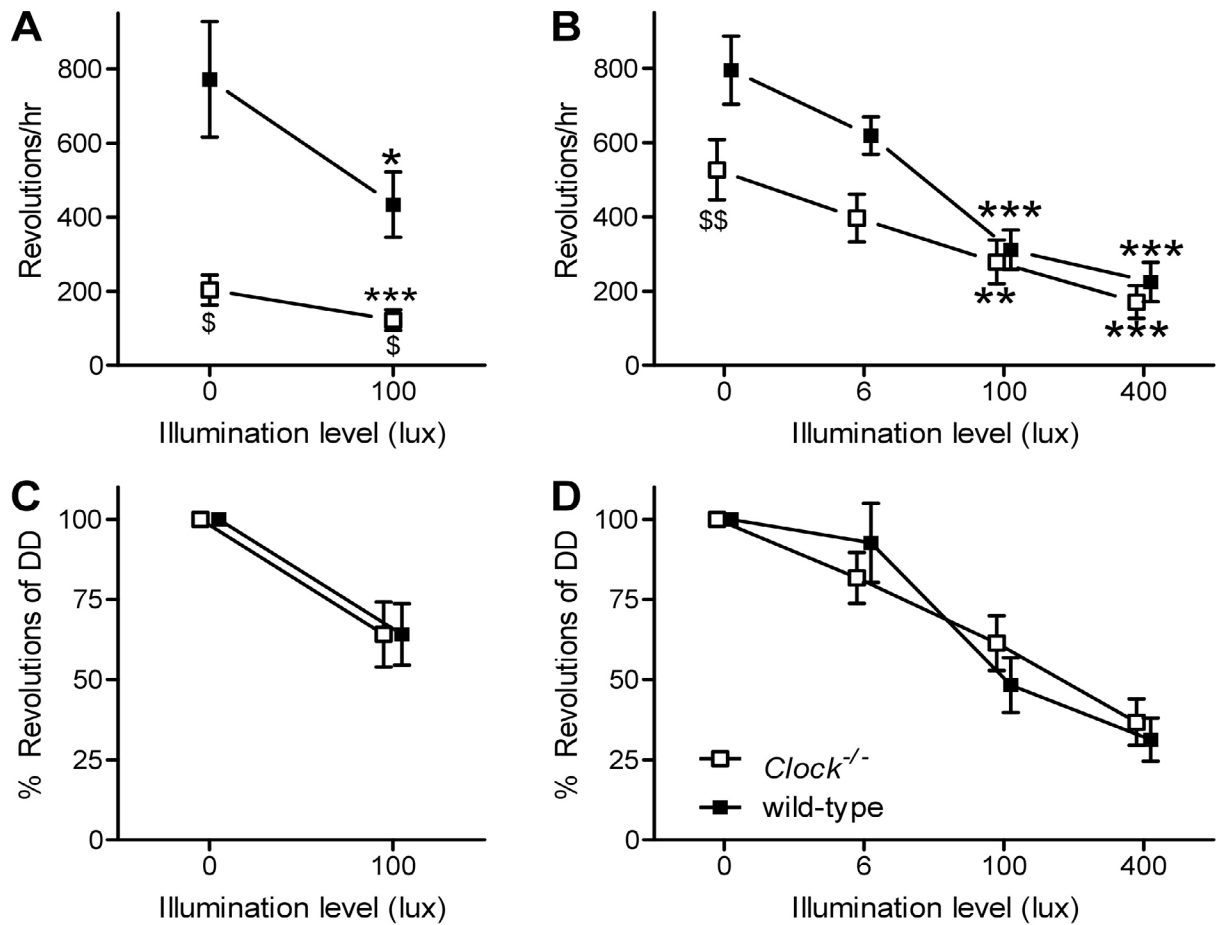 A
Revolutions/hr
800
600
400
200
0
*
***
$
$
0
100
Illumination level (lux)
B
Revolutions/hr
800
600
400
200
0
$$
***
**
***
***
0
6
100
400
Illumination level (lux)
C
% Revolutions of DD
100
75
50
25
0
0
100
Illumination level (lux)
D
% Revolutions of DD
100
75
50
25
0
Clock-/-
wild-type
0
6
100
400
Illumination level (lux)